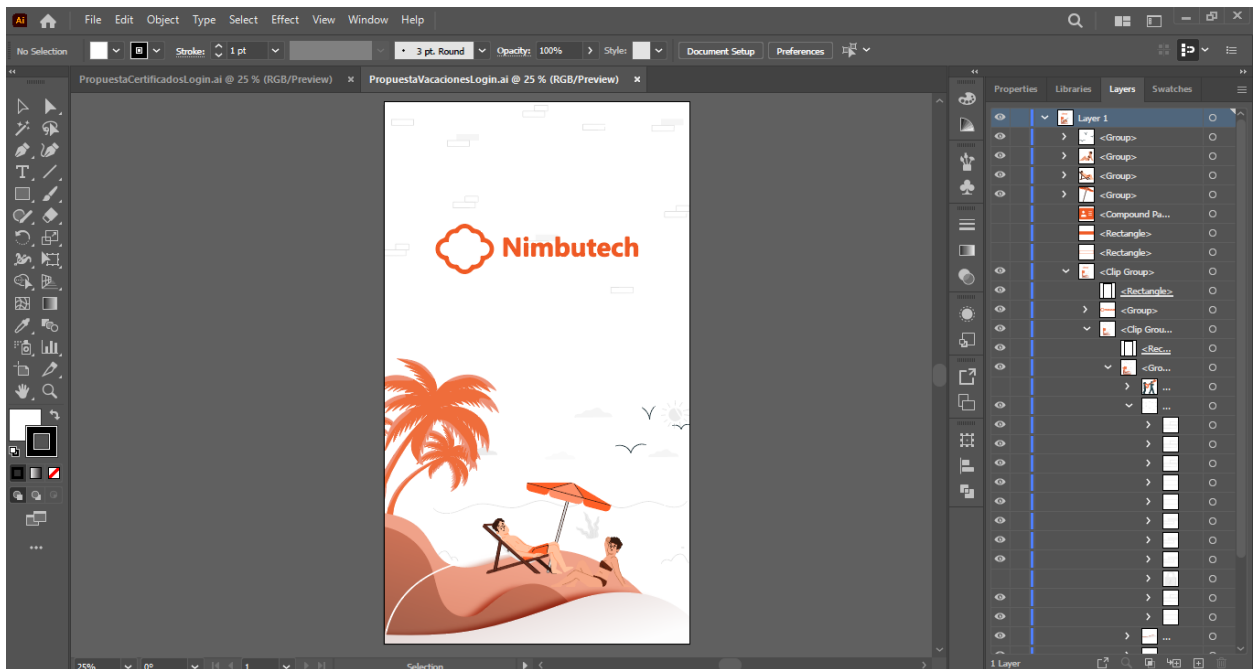 Ai File Edit Object Type Select Effect View Window Help
No Selection Stroke: 1 pt 3 pt. Round Opacity: 100% Style: Document Setup Preferences
PropuestaCertificadosLogin.ai @ 25 % (RGB/Preview) × PropuestaVacacionesLogin.ai @ 25 % (RGB/Preview) ×
Properties Libraries Layers Swatches
Layer 1
<Group>
<Group>
<Group>
<Group>
<Compound Pa...
<Rectangle>
<Rectangle>
<Clip Group>
<Rectangle>
<Group>
<Clip Grou...
<Rec...
<Gro...
...
...
...
Nimbutech
25% 0° 1 Selection
1 Layer